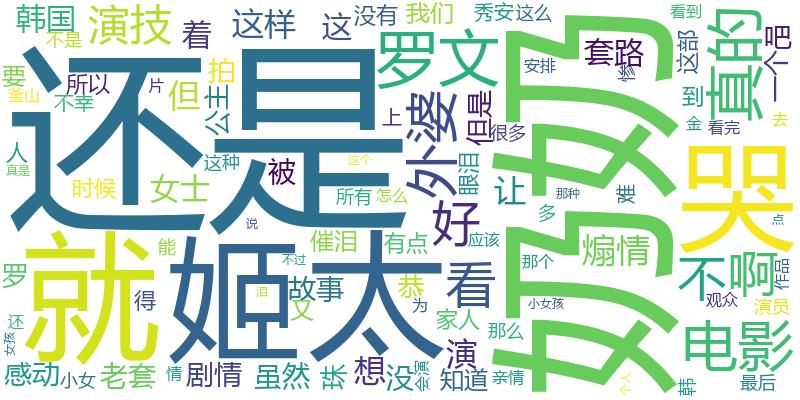 韩国
演技
着
这样
这
没有
我们
秀安
这么
看到
不是
要
所以
片
但
拍
公主
罗文
外婆
但是
奶奶
安排
套路
惨
这部
真的
一个
吧
釜山
不幸
还是
上
很多
到
金
看完
去
人
真是
这种
被
这个
眼泪
时候
女士
所有
怎么
让
那种
难
哭
说
好
多
就
姬太
催泪
有点
应该
煽情
点
罗
能
不过
那个
不
啊
作品
得
泪
故事
恭
看
小女孩
观众
还
又
为
家人
那么
演员
电影
女孩
感动
小女
老套
情
剧情
虽然
珠
想
没
会演
演
知道
亲情
个人
韩
最后